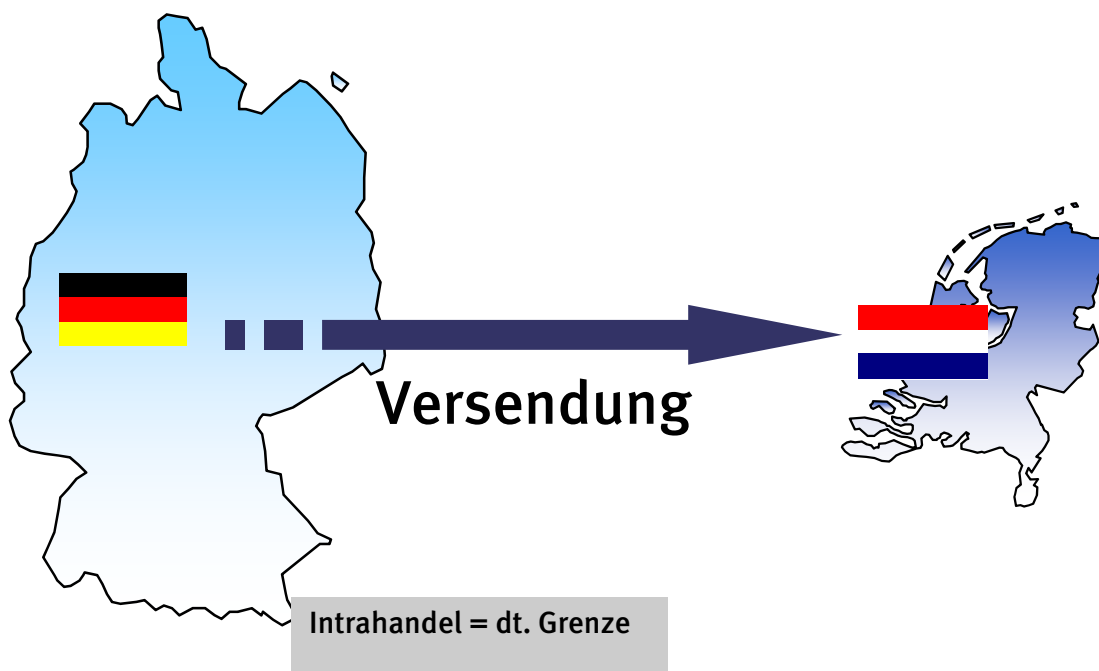 Versendung
Intrahandel = dt. Grenze